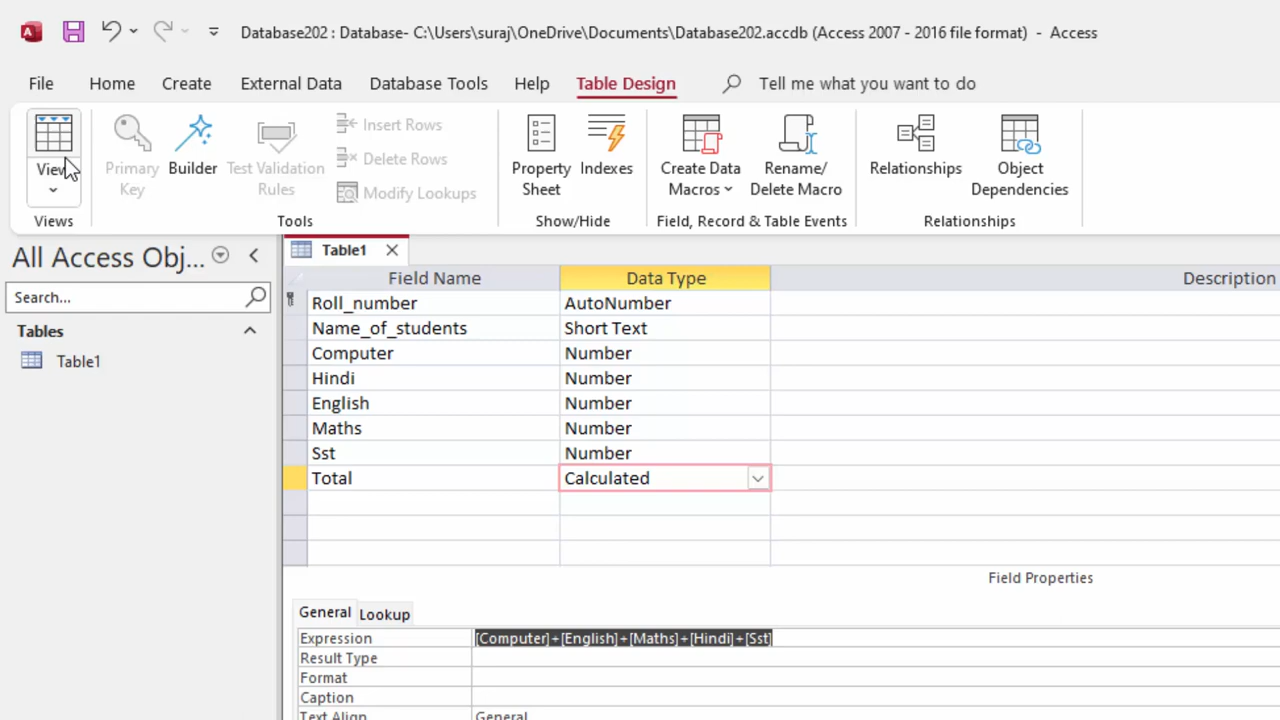 Database202 : Database- C:\Users\suraj\OneDrive\Documents\Database202.accdb (Access 2007 - 2016 file format) - Access
File Home Create External Data Database Tools Help Table Design Tell me what you want to do
View
Views
Primary Key
Builder
Test Validation Rules
Insert Rows
Delete Rows
Modify Lookups
Tools
Property Sheet
Indexes
Show/Hide
Create Data Macros
Rename/ Delete Macro
Field, Record & Table Events
Relationships
Object Dependencies
Relationships
All Access Obj...
Search...
Tables
Table1
Table1
Field Name Data Type Description
Roll_number AutoNumber
Name_of_students Short Text
Computer Number
Hindi Number
English Number
Maths Number
Sst Number
Total Calculated
Field Properties
General Lookup
Expression [Computer]+[English]+[Maths]+[Hindi]+[Sst]
Result Type
Format
Caption
Text Align General